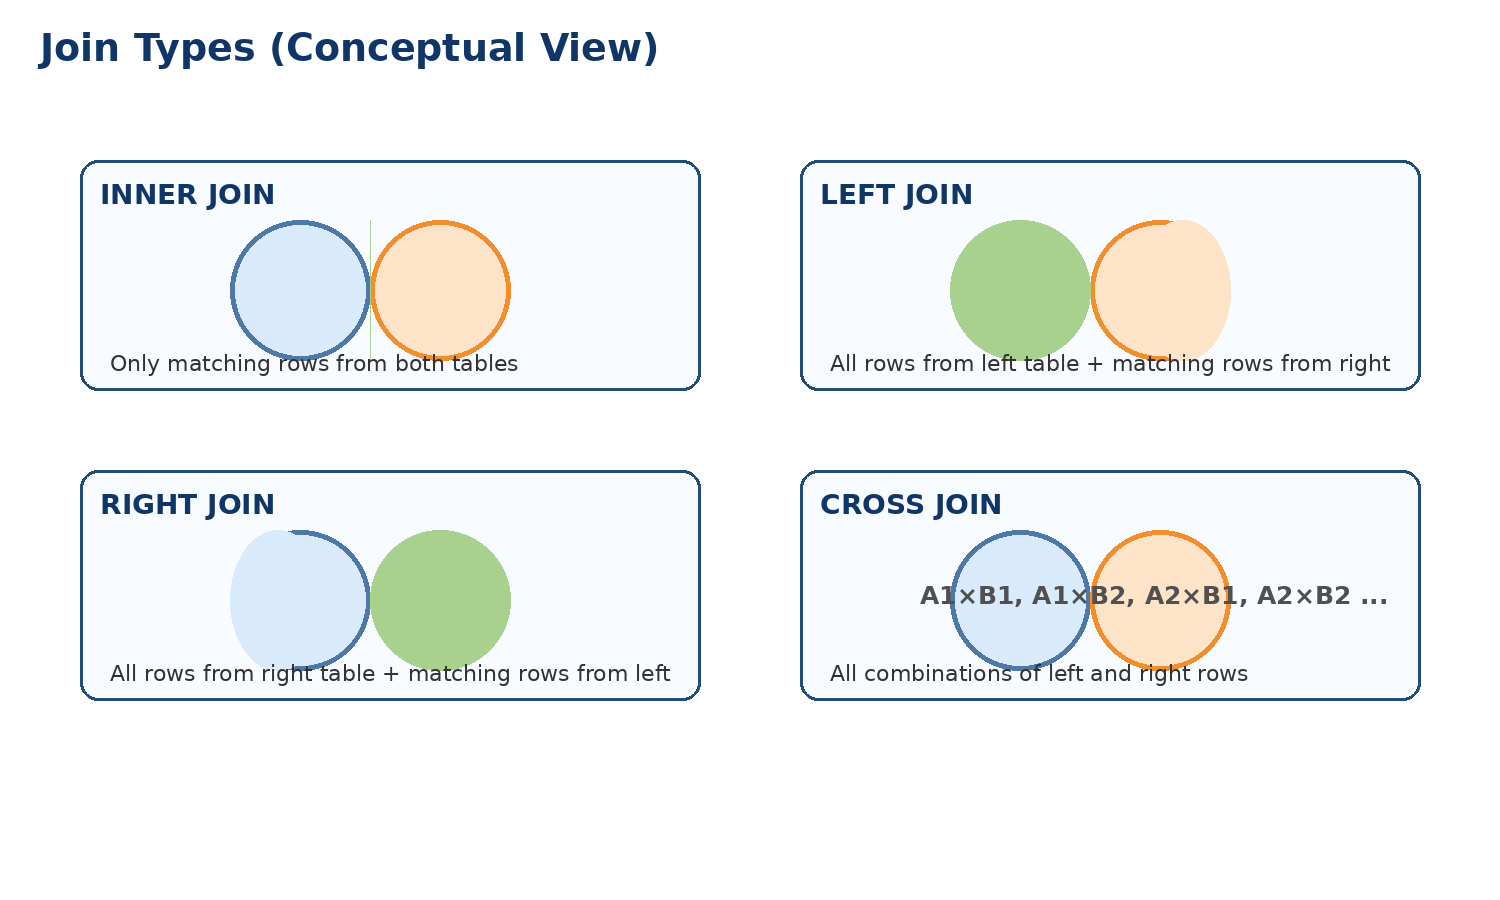 Join Types (Conceptual View)
INNER JOIN
Only matching rows from both tables
LEFT JOIN
All rows from left table + matching rows from right
RIGHT JOIN
All rows from right table + matching rows from left
CROSS JOIN
A1×B1, A1×B2, A2×B1, A2×B2 ...
All combinations of left and right rows